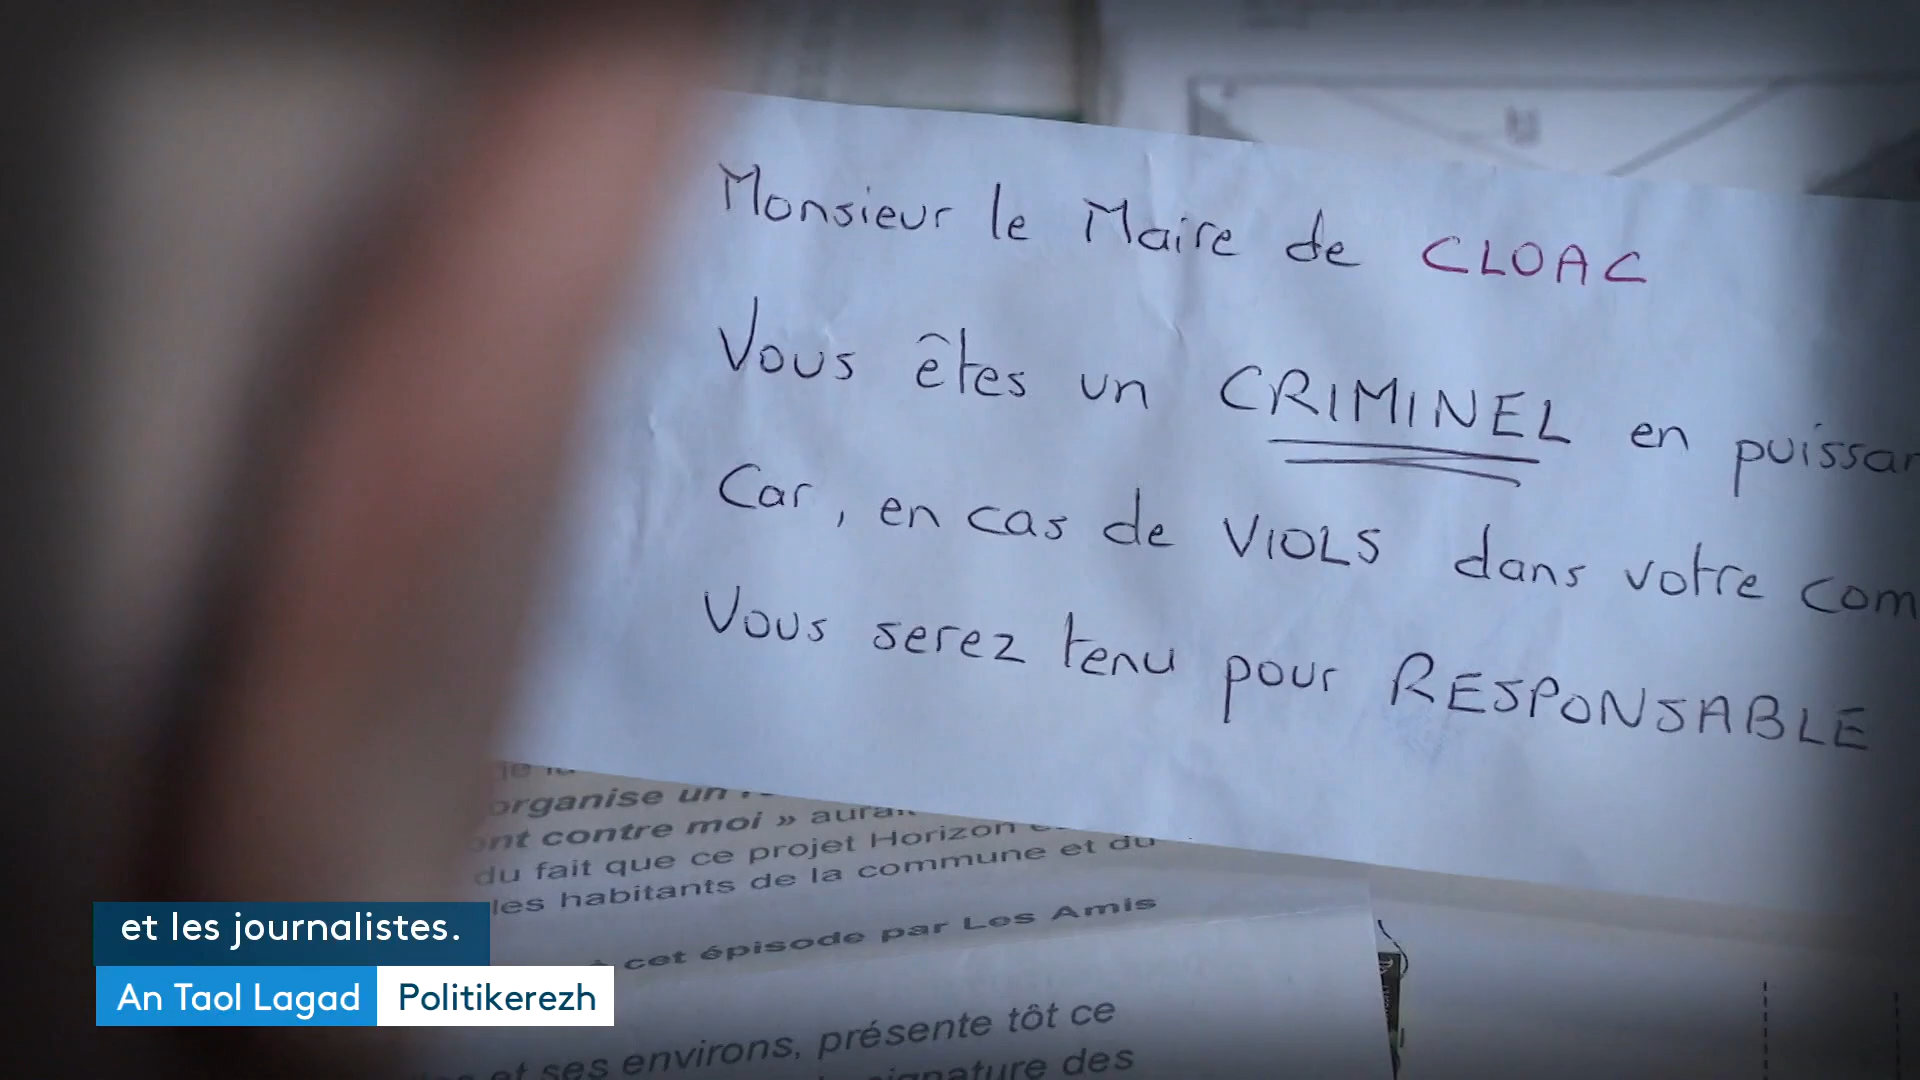 Monsieur le Maire de CLOAC
Vous êtes un CRIMINEL en
Car, en cas de VIOLS dans votre
Vous serez tenu pour RESPONSABLE
organise un
contre moi » 
du fait que ce projet Horizon
les habitants de la commune et du
cet épisode par Les Amis
et ses environs, présente tôt ce
des
et les journalistes.
An Taol Lagad
Politikerezh